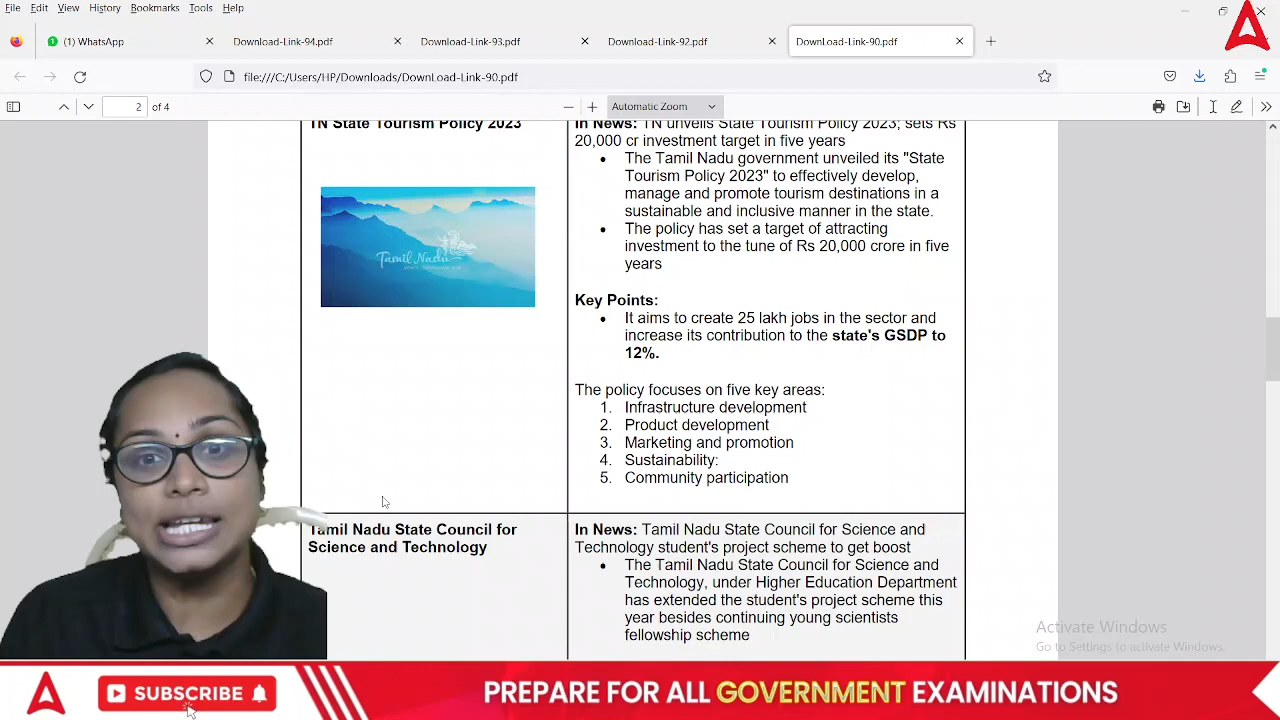 File Edit View History Bookmarks Tools Help
(1) WhatsApp
Download-Link-94.pdf
Download-Link-93.pdf
Download-Link-92.pdf
DownLoad-Link-90.pdf
file:///C:/Users/HP/Downloads/DownLoad-Link-90.pdf
2 of 4
Automatic Zoom
TN State Tourism Policy 2023
Tamil Nadu
In News: TN unveils State Tourism Policy 2023; sets Rs
20,000 cr investment target in five years
• The Tamil Nadu government unveiled its "State
Tourism Policy 2023" to effectively develop,
manage and promote tourism destinations in a
sustainable and inclusive manner in the state.
• The policy has set a target of attracting
investment to the tune of Rs 20,000 crore in five
years
Key Points:
• It aims to create 25 lakh jobs in the sector and
increase its contribution to the state's GSDP to
12%.
The policy focuses on five key areas:
1. Infrastructure development
2. Product development
3. Marketing and promotion
4. Sustainability:
5. Community participation
Tamil Nadu State Council for
Science and Technology
In News: Tamil Nadu State Council for Science and
Technology student's project scheme to get boost
• The Tamil Nadu State Council for Science and
Technology, under Higher Education Department
has extended the student's project scheme this
year besides continuing young scientists
fellowship scheme
Activate Windows
Go to Settings to activate Windows.
SUBSCRIBE
PREPARE FOR ALL GOVERNMENT EXAMINATIONS